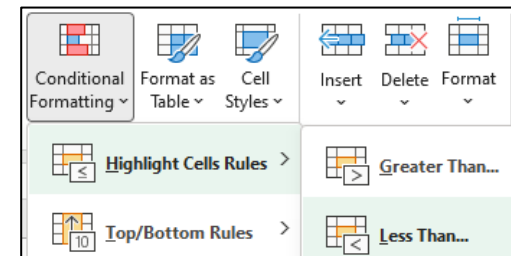 Conditional Formatting
Format as Table
Cell Styles
Insert
Delete
Format
Highlight Cells Rules
Greater Than...
Top/Bottom Rules
10
Less Than...